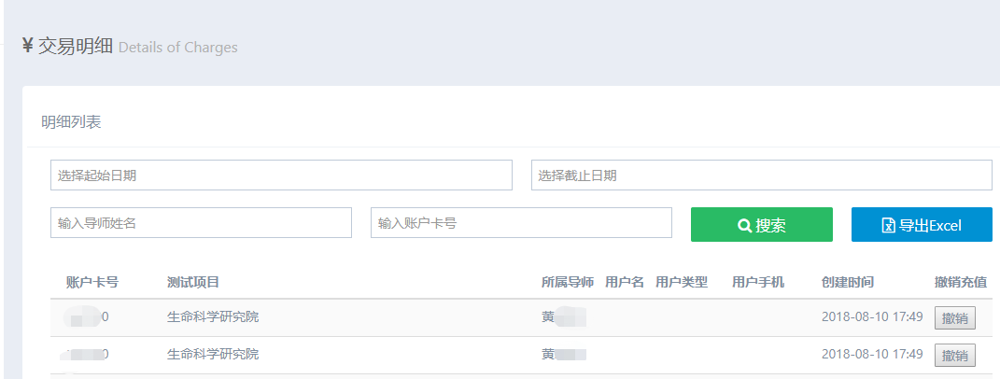 ¥ 交易明细 Details of Charges
明细列表
选择起始日期 选择截止日期
输入导师姓名 输入账户卡号 搜索 导出Excel
账户卡号 测试项目 所属导师 用户名 用户类型 用户手机 创建时间 撤销充值
0 生命科学研究院 黄 2018-08-10 17:49 撤销
0 生命科学研究院 黄 2018-08-10 17:49 撤销